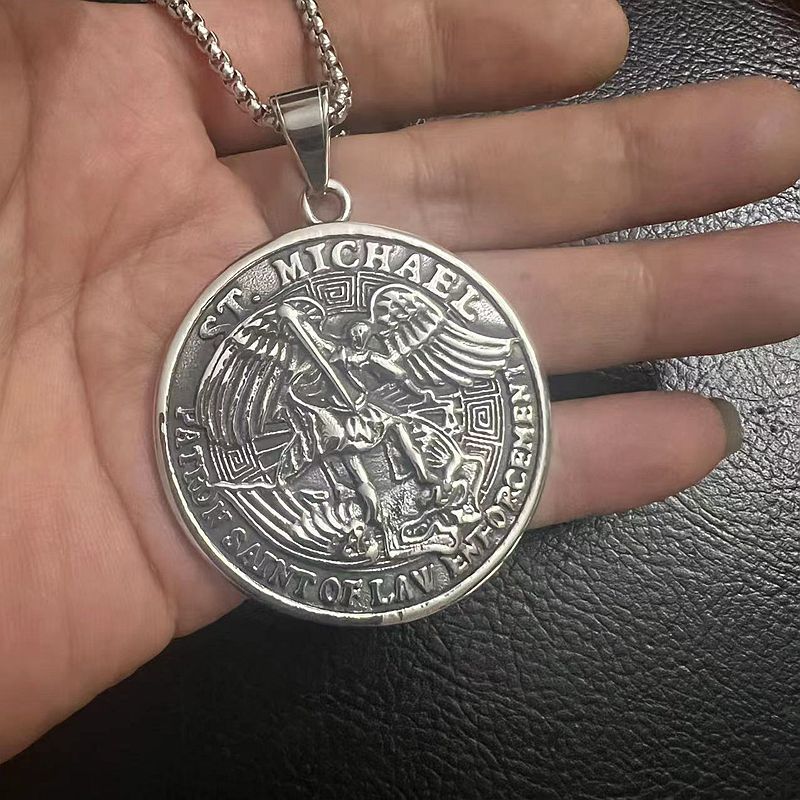 ST. MICHAEL
PATRON SAINT OF LAW ENFORCEMENT